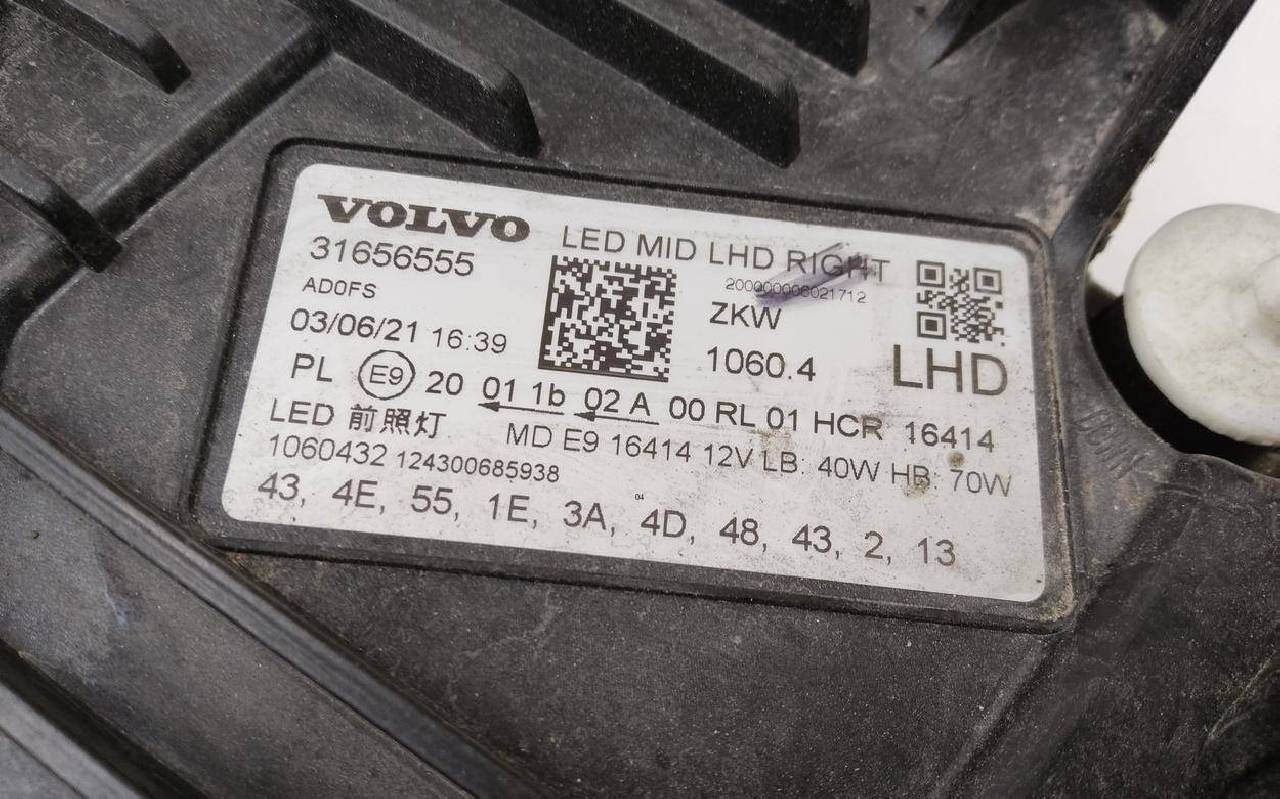 VOLVO LED MID LHD RIGHT
31656555
200000006021712
AD0FS ZKW
03/06/21 16:39 1060.4 LHD
PL E9 20 01 1b 02 A 00 RL 01 HCR 16414
LED 前照灯 MD E9 16414 12V LB: 40W HB: 70W
1060432 124300685938
04
43, 4E, 55, 1E, 3A, 4D, 48, 43, 2, 13